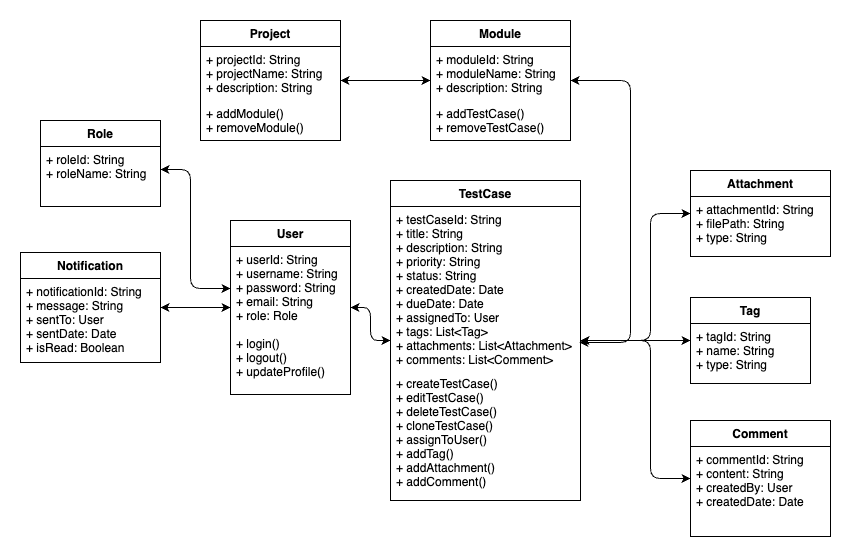 Project
+ projectId: String
+ projectName: String
+ description: String
+ addModule()
+ removeModule()
Module
+ moduleId: String
+ moduleName: String
+ description: String
+ addTestCase()
+ removeTestCase()
Role
+ roleId: String
+ roleName: String
Notification
+ notificationId: String
+ message: String
+ sentTo: User
+ sentDate: Date
+ isRead: Boolean
User
+ userId: String
+ username: String
+ password: String
+ email: String
+ role: Role
+ login()
+ logout()
+ updateProfile()
TestCase
+ testCaseId: String
+ title: String
+ description: String
+ priority: String
+ status: String
+ createdDate: Date
+ dueDate: Date
+ assignedTo: User
+ tags: List<Tag>
+ attachments: List<Attachment>
+ comments: List<Comment>
+ createTestCase()
+ editTestCase()
+ deleteTestCase()
+ cloneTestCase()
+ assignToUser()
+ addTag()
+ addAttachment()
+ addComment()
Attachment
+ attachmentId: String
+ filePath: String
+ type: String
Tag
+ tagId: String
+ name: String
+ type: String
Comment
+ commentId: String
+ content: String
+ createdBy: User
+ createdDate: Date